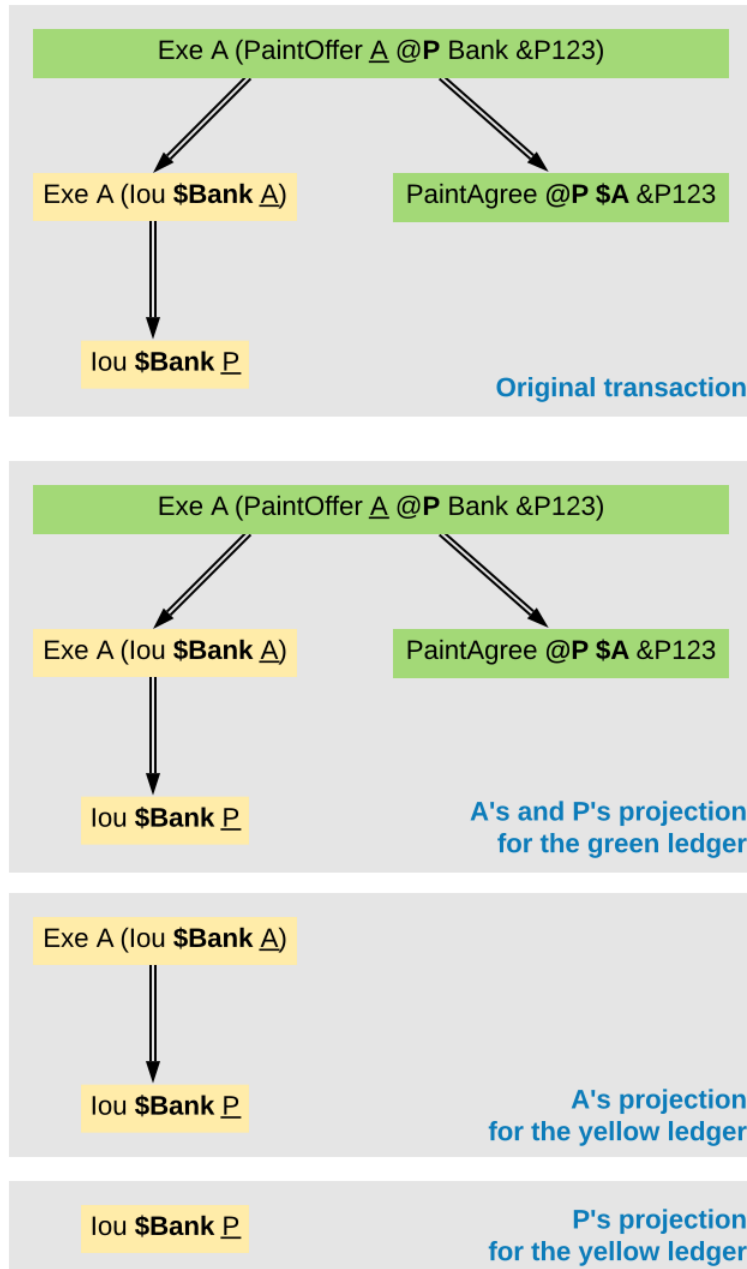 Exe A (PaintOffer A @P Bank &P123)
Exe A (Iou $Bank A)
PaintAgree @P $A &P123
Iou $Bank P
Original transaction
Exe A (PaintOffer A @P Bank &P123)
Exe A (Iou $Bank A)
PaintAgree @P $A &P123
Iou $Bank P
A's and P's projection
for the green ledger
Exe A (Iou $Bank A)
Iou $Bank P
A's projection
for the yellow ledger
Iou $Bank P
P's projection
for the yellow ledger